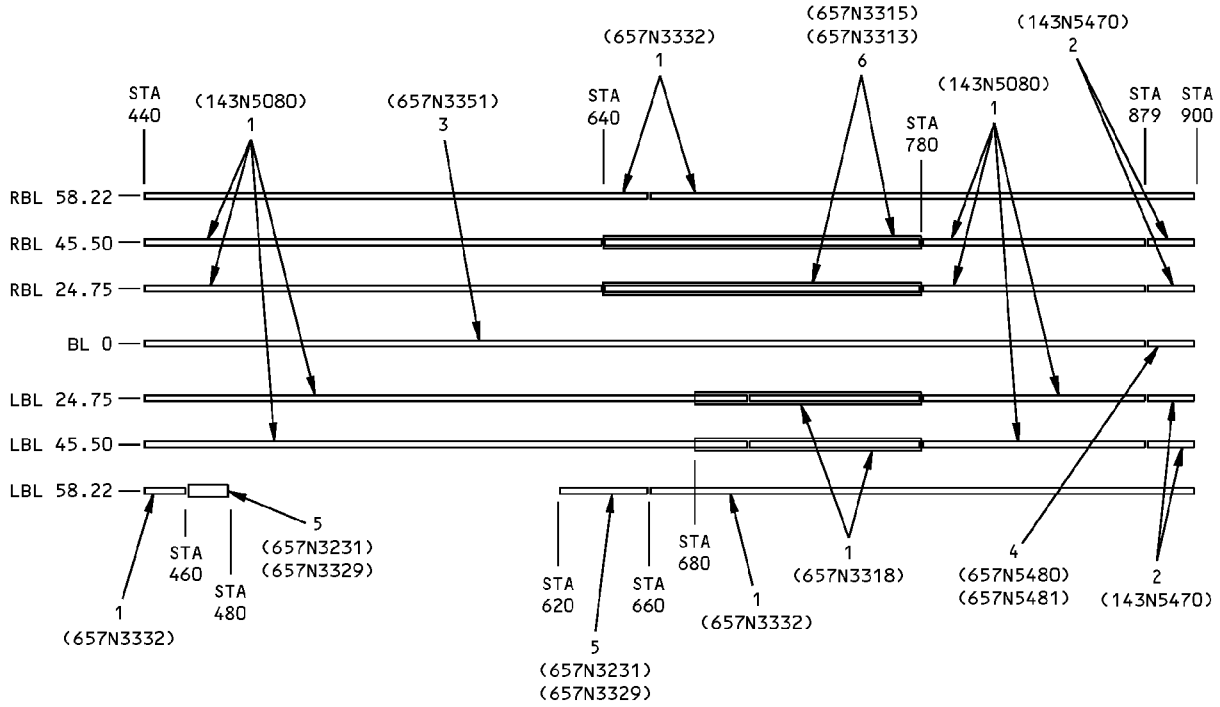 (657N3315)
(657N3313)
6
(657N3332)
1
(143N5470)
2
STA
440
(143N5080)
1
(657N3351)
3
STA
640
STA
780
(143N5080)
1
STA
879
STA
900
RBL 58.22
RBL 45.50
RBL 24.75
BL 0
LBL 24.75
LBL 45.50
LBL 58.22
1
(657N3332)
STA
460
STA
480
5
(657N3231)
(657N3329)
STA
620
5
(657N3231)
(657N3329)
STA
660
STA
680
1
(657N3332)
1
(657N3318)
4
(657N5480)
(657N5481)
2
(143N5470)